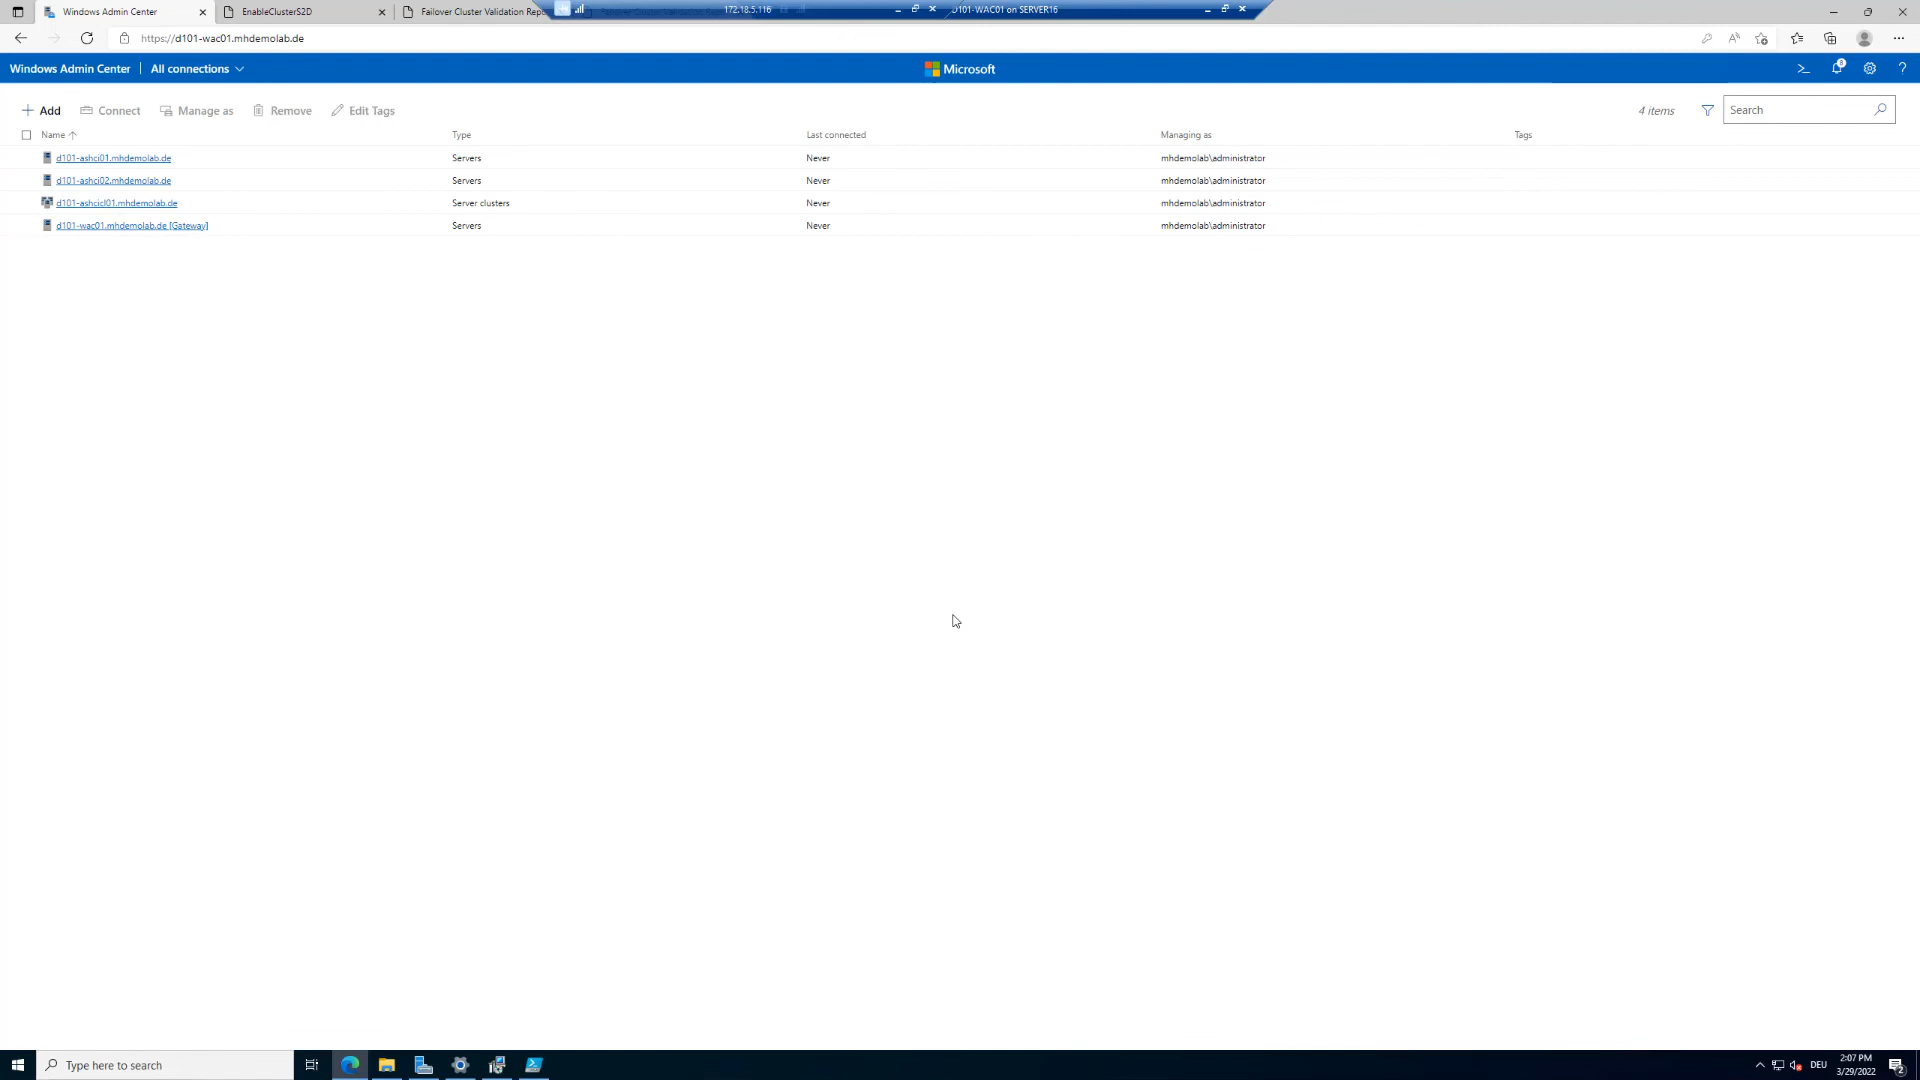 Windows Admin Center
EnableClusterS2D
Failover Cluster Validation Repo
172.18.5.116
D101-WAC01 on SERVER16
https://d101-wac01.mhdemolab.de
Windows Admin Center
All connections
Microsoft
8
?
Add
Connect
Manage as
Remove
Edit Tags
4 items
Search
Name
Type
Last connected
Managing as
Tags
d101-ashci01.mhdemolab.de
Servers
Never
mhdemolab\administrator
d101-ashci02.mhdemolab.de
Servers
Never
mhdemolab\administrator
d101-ashcicl01.mhdemolab.de
Server clusters
Never
mhdemolab\administrator
d101-wac01.mhdemolab.de [Gateway]
Servers
Never
mhdemolab\administrator
Type here to search
DEU
2:07 PM
3/29/2022
2